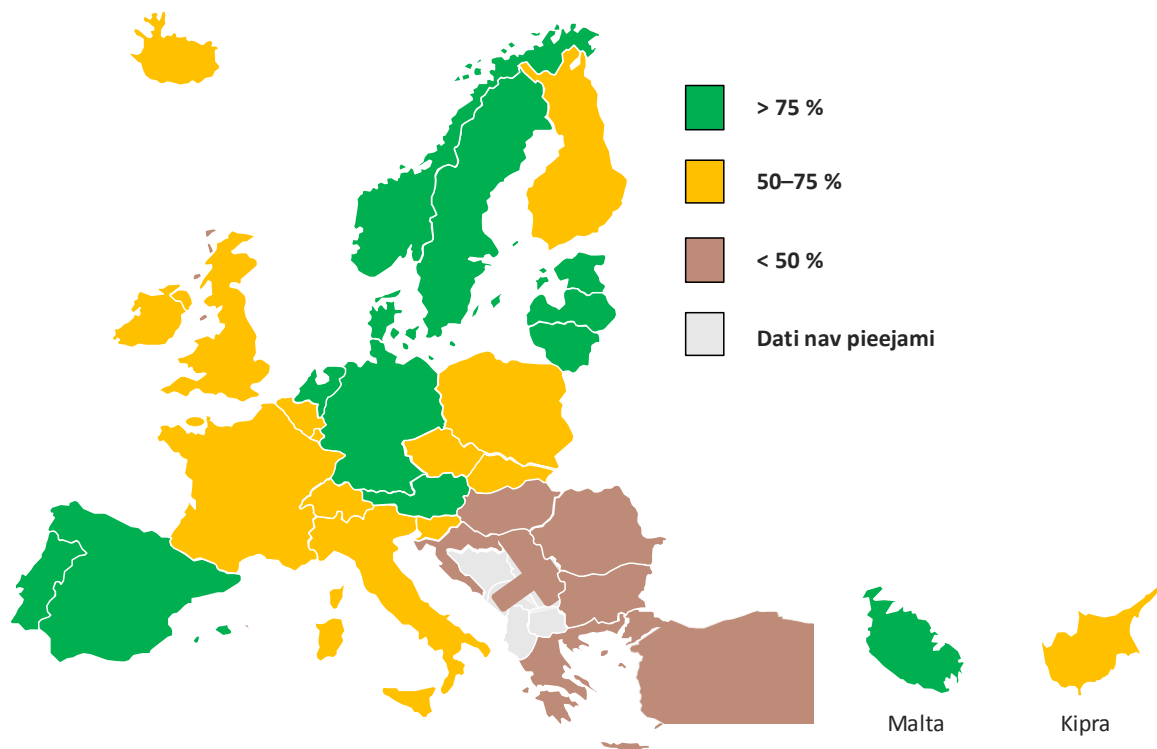 > 75 %
50–75 %
< 50 %
Dati nav pieejami
Malta
Kipra